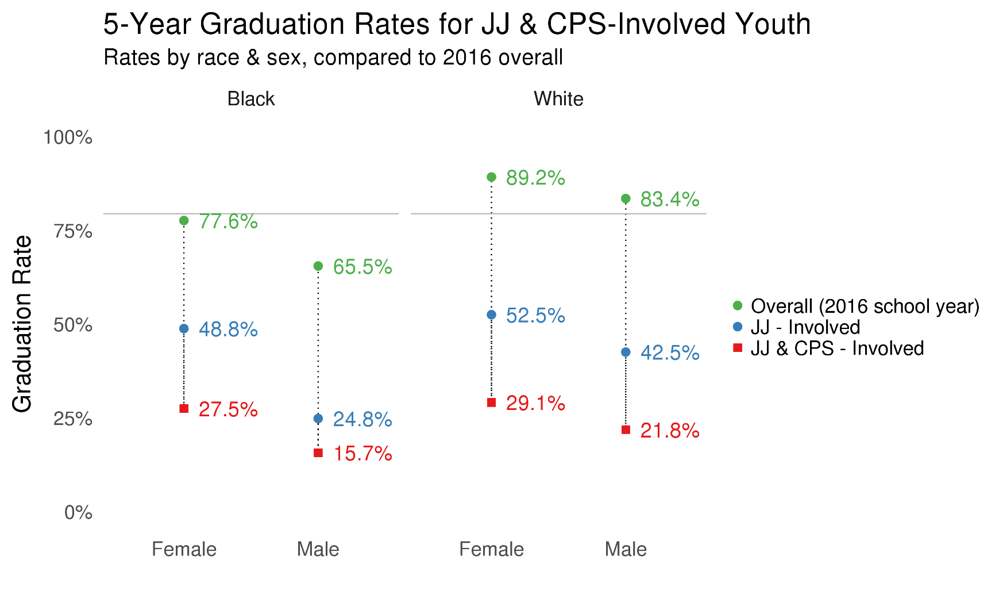 5-Year Graduation Rates for JJ & CPS-Involved Youth
Rates by race & sex, compared to 2016 overall
Black
White
Graduation Rate
100%
75%
50%
25%
0%
77.6%
48.8%
27.5%
65.5%
24.8%
15.7%
89.2%
52.5%
29.1%
83.4%
42.5%
21.8%
Female
Male
Female
Male
Overall (2016 school year)
JJ - Involved
JJ & CPS - Involved